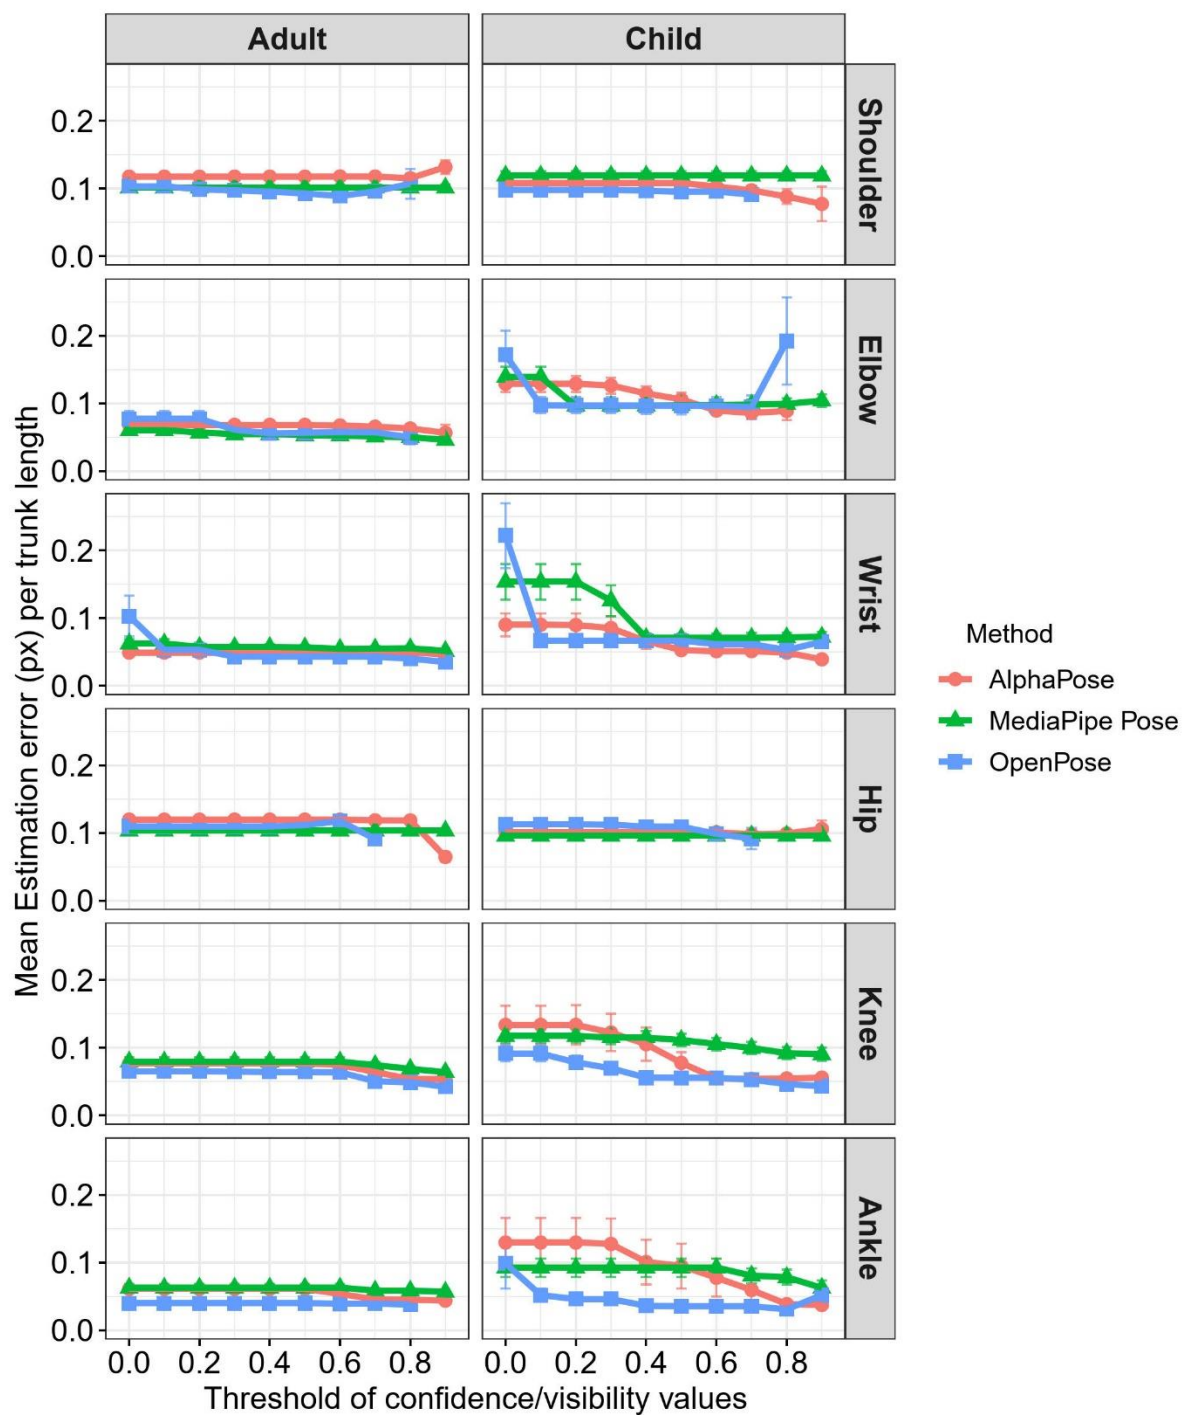 Adult
Child
Shoulder
0.2
0.1
0.0
Elbow
0.2
0.1
0.0
Wrist
0.2
0.1
0.0
Hip
0.2
0.1
0.0
Knee
0.2
0.1
0.0
Ankle
0.2
0.1
0.0
0.0 0.2 0.4 0.6 0.8
0.0 0.2 0.4 0.6 0.8
Threshold of confidence/visibility values
Mean Estimation error (px) per trunk length
Method
AlphaPose
MediaPipe Pose
OpenPose